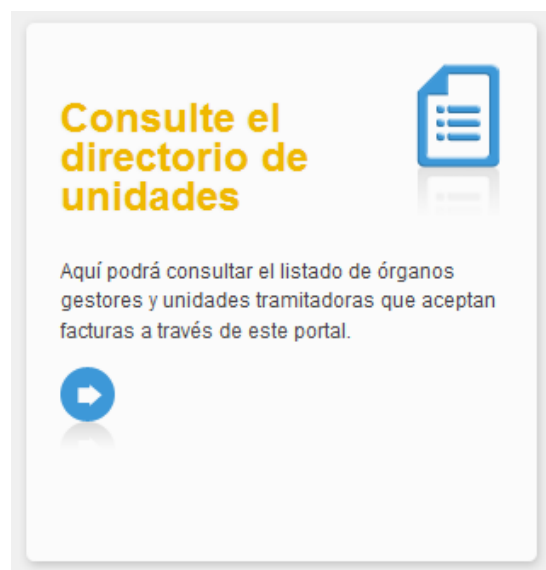 Consulte el
directorio de
unidades
Aquí podrá consultar el listado de órganos
gestores y unidades tramitadoras que aceptan
facturas a través de este portal.